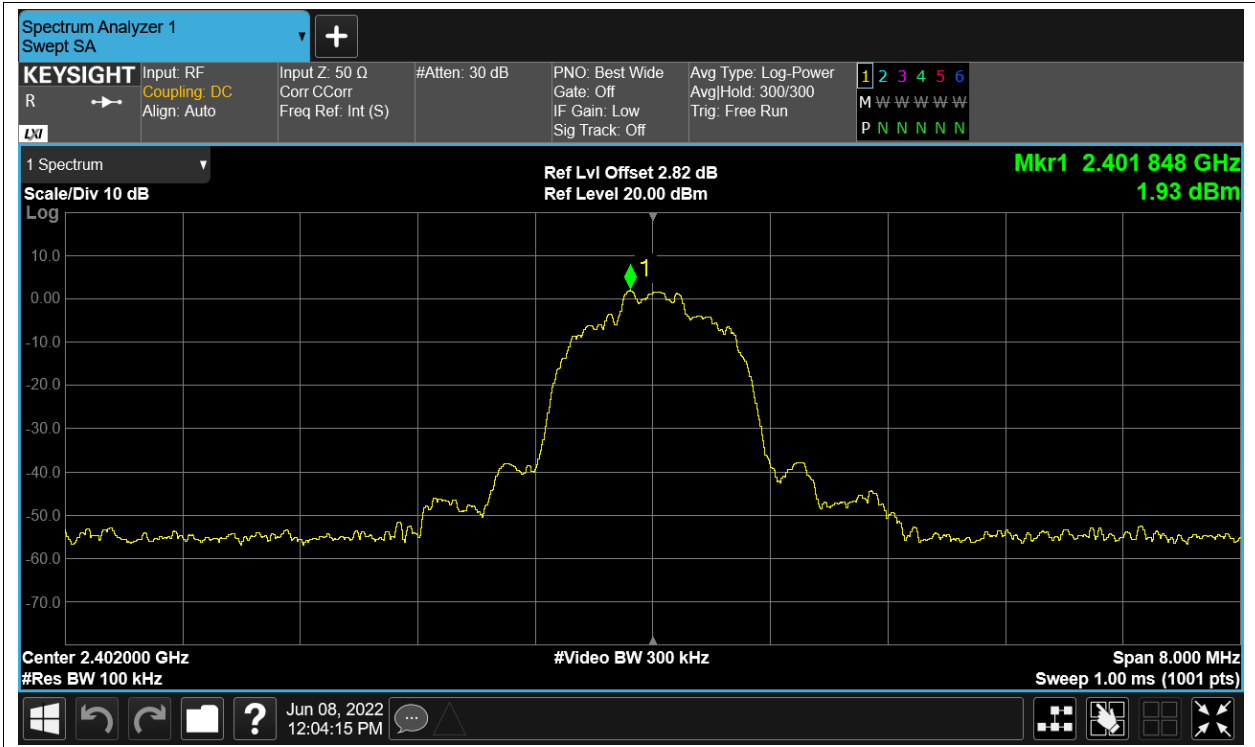 Spectrum Analyzer 1
Swept SA
KEYSIGHT
R
LXI
Input: RF
Coupling: DC
Align: Auto
Input Z: 50 Ω
Corr CCorr
Freq Ref: Int (S)
#Atten: 30 dB
PNO: Best Wide
Gate: Off
IF Gain: Low
Sig Track: Off
Avg Type: Log-Power
Avg|Hold: 300/300
Trig: Free Run
1 2 3 4 5 6
M W W W W W
P N N N N N
1 Spectrum
Scale/Div 10 dB
Log
Ref Lvl Offset 2.82 dB
Ref Level 20.00 dBm
Mkr1 2.401 848 GHz
1.93 dBm
1
10.0
0.00
-10.0
-20.0
-30.0
-40.0
-50.0
-60.0
-70.0
Center 2.402000 GHz
#Res BW 100 kHz
#Video BW 300 kHz
Span 8.000 MHz
Sweep 1.00 ms (1001 pts)
?
Jun 08, 2022
12:04:15 PM